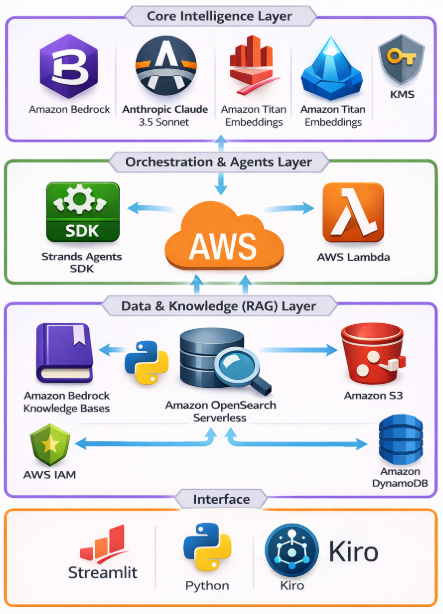 Core Intelligence Layer
Amazon Bedrock
Anthropic Claude
3.5 Sonnet
Amazon Titan
Embeddings
Amazon Titan
Embeddings
KMS
Orchestration & Agents Layer
SDK
Strands Agents
SDK
AWS
AWS Lambda
Data & Knowledge (RAG) Layer
Amazon Bedrock
Knowledge Bases
Amazon OpenSearch
Serverless
Amazon S3
AWS IAM
Amazon
DynamoDB
Interface
Streamlit
Python
Kiro
Kiro